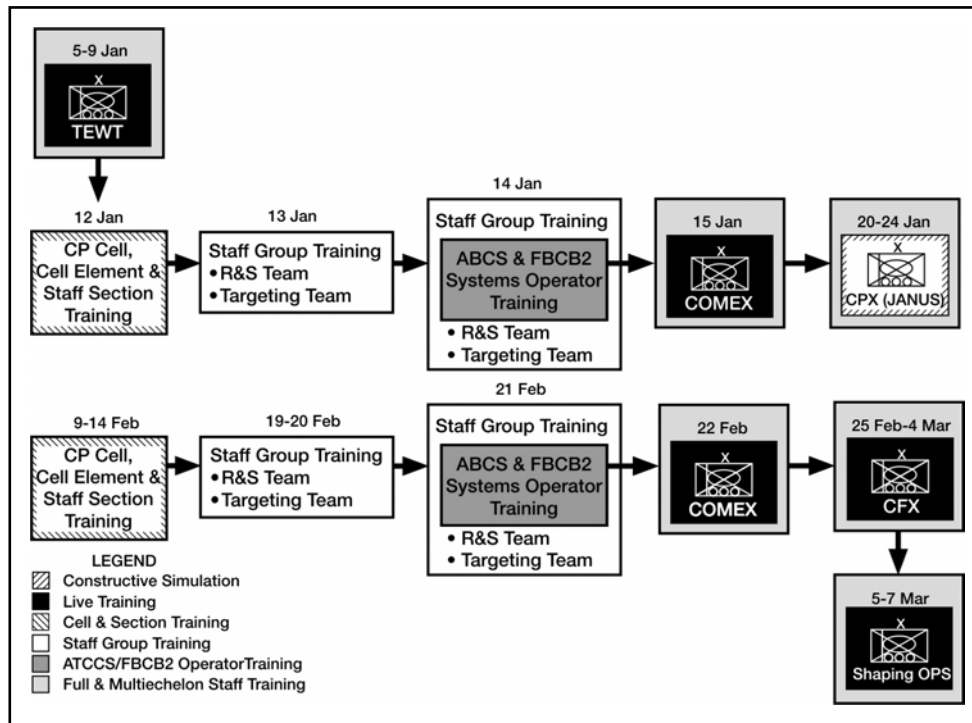 5-9 Jan
X
TEWT
12 Jan
CP Cell,
Cell Element &
Staff Section
Training
13 Jan
Staff Group Training
• R&S Team
• Targeting Team
14 Jan
Staff Group Training
ABCS & FBCB2
Systems Operator
Training
• R&S Team
• Targeting Team
15 Jan
X
COMEX
20-24 Jan
X
CPX (JANUS)
9-14 Feb
CP Cell,
Cell Element &
Staff Section
Training
19-20 Feb
Staff Group Training
• R&S Team
• Targeting Team
21 Feb
Staff Group Training
ABCS & FBCB2
Systems Operator
Training
• R&S Team
• Targeting Team
22 Feb
X
COMEX
25 Feb-4 Mar
X
CFX
5-7 Mar
X
Shaping OPS
LEGEND
Constructive Simulation
Live Training
Cell & Section Training
Staff Group Training
ATCCS/FBCB2 OperatorTraining
Full & Multiechelon Staff Training